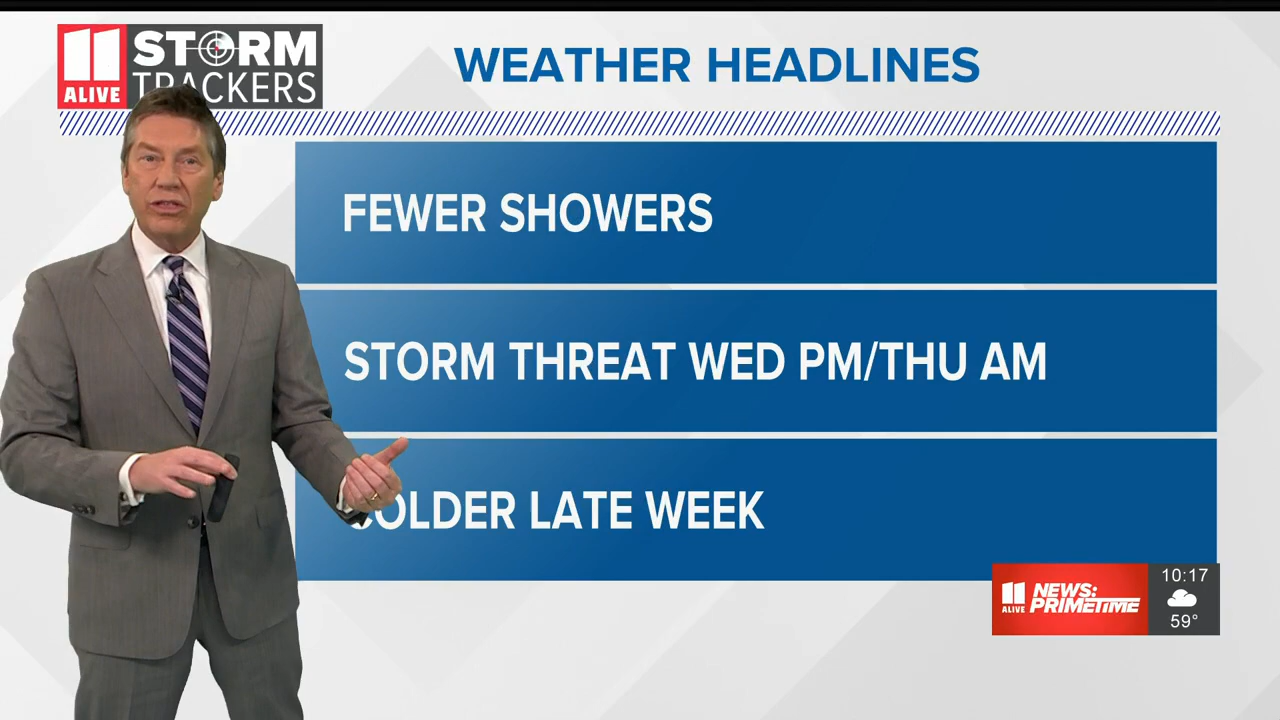 11 ALIVE
STORM
TRACKERS
WEATHER HEADLINES
FEWER SHOWERS
STORM THREAT WED PM/THU AM
COLDER LATE WEEK
11 ALIVE
NEWS:
PRIMETIME
10:17
59°